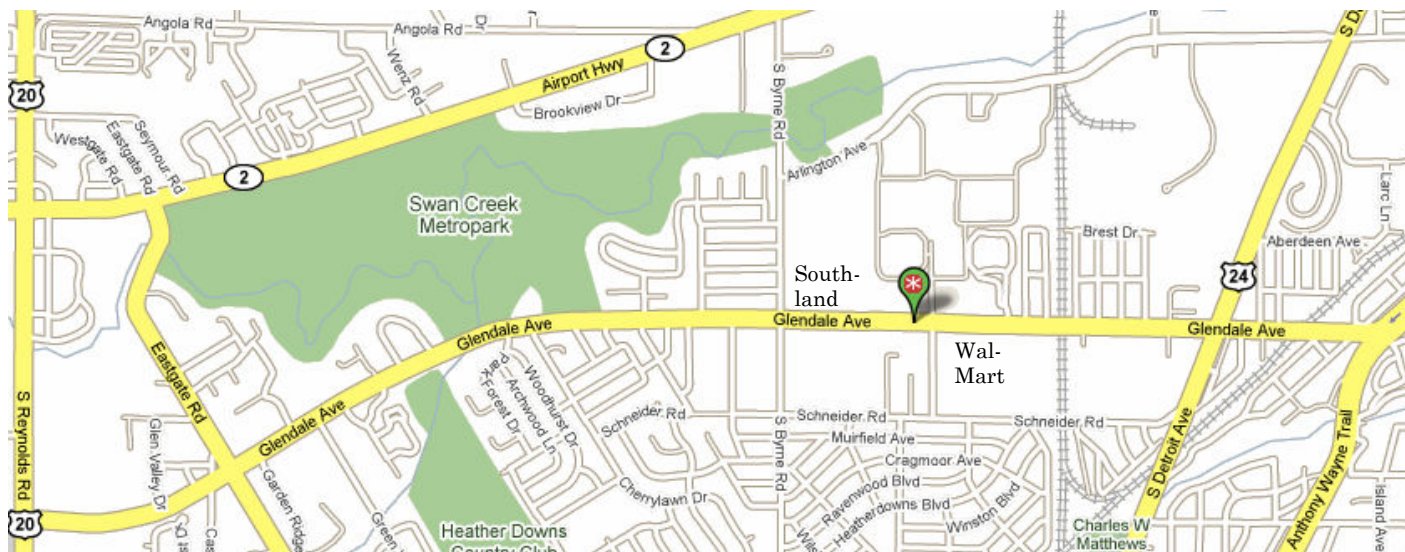 Angola Rd
Angola Rd
Dr
2
Airport Hwy
S D
20
Wenz Rd
Brookview Dr
S Byrne Rd
Westgate Rd
Eastgate Rd
Seymour Rd
2
Arlington Ave
Larc Ln
Swan Creek
Metropark
Brest Dr
Aberdeen Ave
South-
land
24
Glendale Ave
Glendale Ave
Glendale Ave
Wal-
Mart
Eastgate Rd
Park Forest Dr
Archwood Ln
Woodhurst Dr
S Reynolds Rd
Glendale Ave
Schneider Rd
Schneider Rd
Schneider Rd
S Byrne Rd
Muirfield Ave
Cragmoor Ave
S Detroit Ave
Anthony Wayne Trail
Glen Valley Dr
Garden Ridge
Cherrylawn Dr
Ravenwood Blvd
Heatherdowns Blvd
Winston Blvd
Island Ave
20
Green
Heather Downs
Country Club
Charles W
Matthews